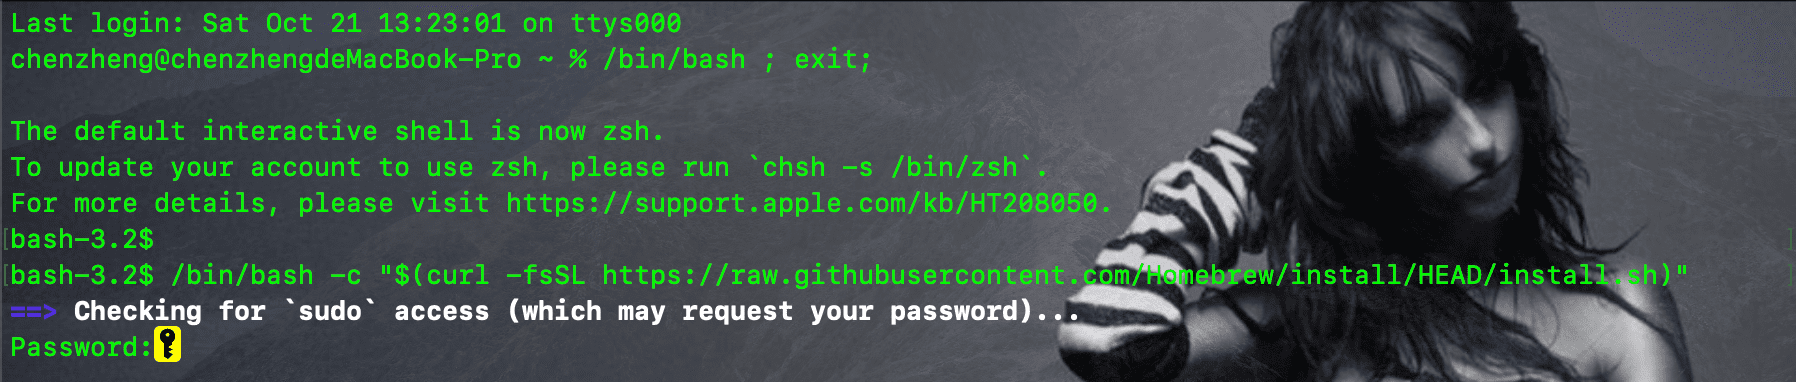 Last login: Sat Oct 21 13:23:01 on ttys000
chenzheng@chenzhengdeMacBook-Pro ~ % /bin/bash ; exit;
The default interactive shell is now zsh.
To update your account to use zsh, please run `chsh -s /bin/zsh`.
For more details, please visit https://support.apple.com/kb/HT208050.
[bash-3.2$ ]
[bash-3.2$ /bin/bash -c "$(curl -fsSL https://raw.githubusercontent.com/Homebrew/install/HEAD/install.sh)" ]
==> Checking for `sudo` access (which may request your password)...
Password: